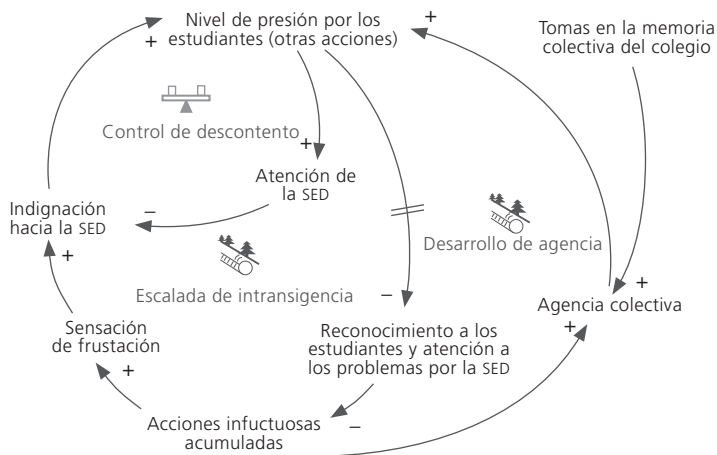 Nivel de presión por los
estudiantes (otras acciones)
+
+
Tomas en la memoria
colectiva del colegio
Control de descontento
+
Atención de
la SED
Indignación
hacia la SED
−
+
Desarrollo de agencia
Escalada de intransigencia
−
+
Agencia colectiva
+
Sensación
de frustación
+
Reconocimiento a los
estudiantes y atención a
los problemas por la SED
−
Acciones infuctuosas
acumuladas